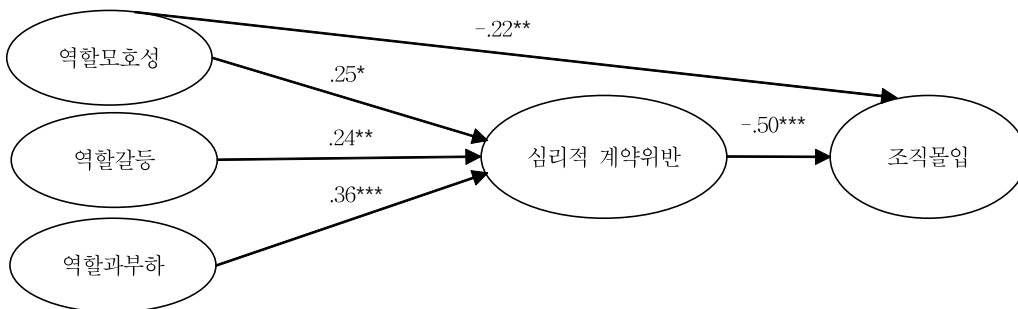 -.22**
역할모호성
.25*
.24**
-.50***
역할갈등
심리적 계약위반
조직몰입
.36***
역할과부하